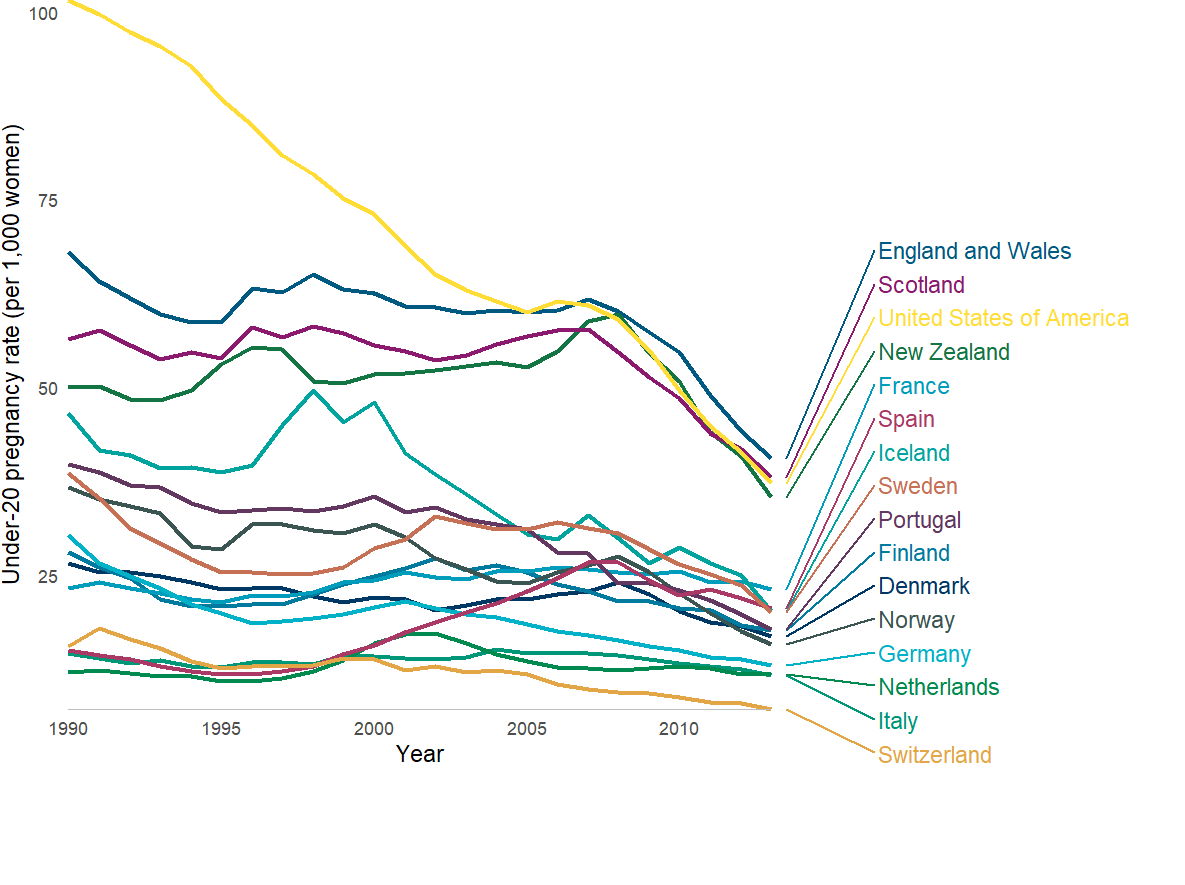 100
75
50
25
Under-20 pregnancy rate (per 1,000 women)
1990 1995 2000 2005 2010
Year
England and Wales
Scotland
United States of America
New Zealand
France
Spain
Iceland
Sweden
Portugal
Finland
Denmark
Norway
Germany
Netherlands
Italy
Switzerland